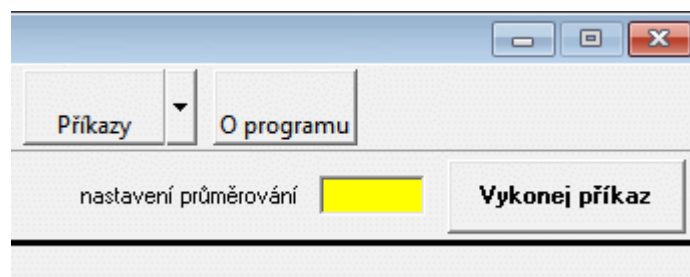 Příkazy
O programu
nastavení průměrování
Vykonej příkaz